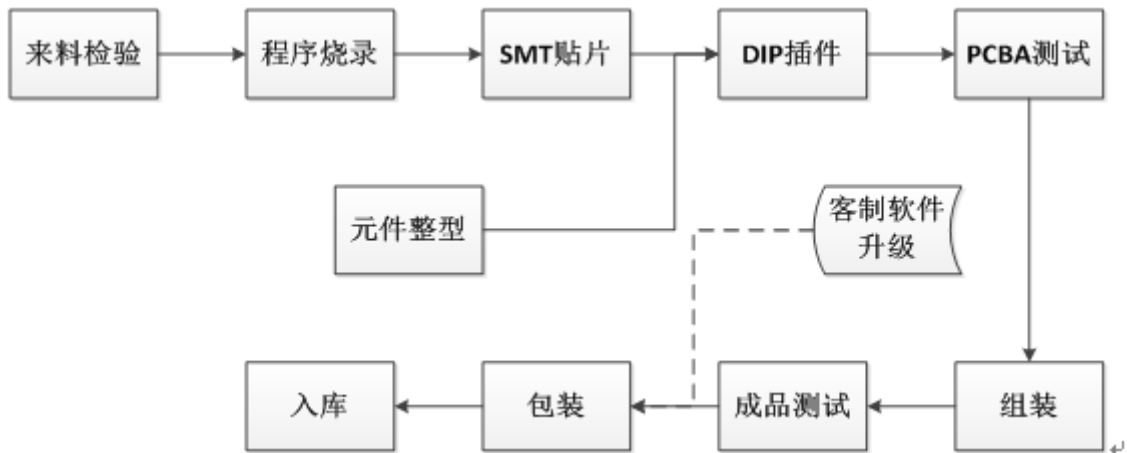 来料检验
程序烧录
SMT贴片
DIP插件
PCBA测试
元件整型
客制软件
升级
入库
包装
成品测试
组装